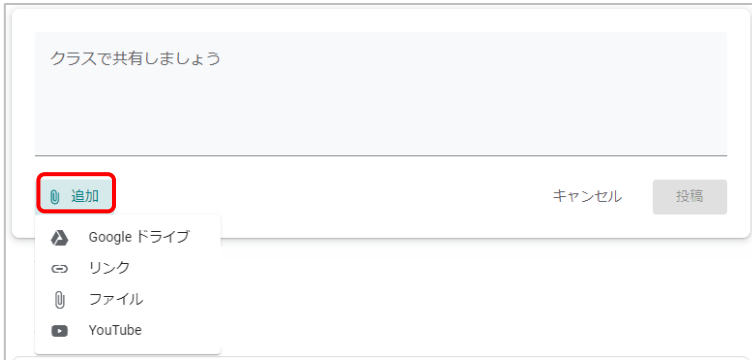 クラスで共有しましょう
追加
キャンセル
投稿
Google ドライブ
リンク
ファイル
YouTube